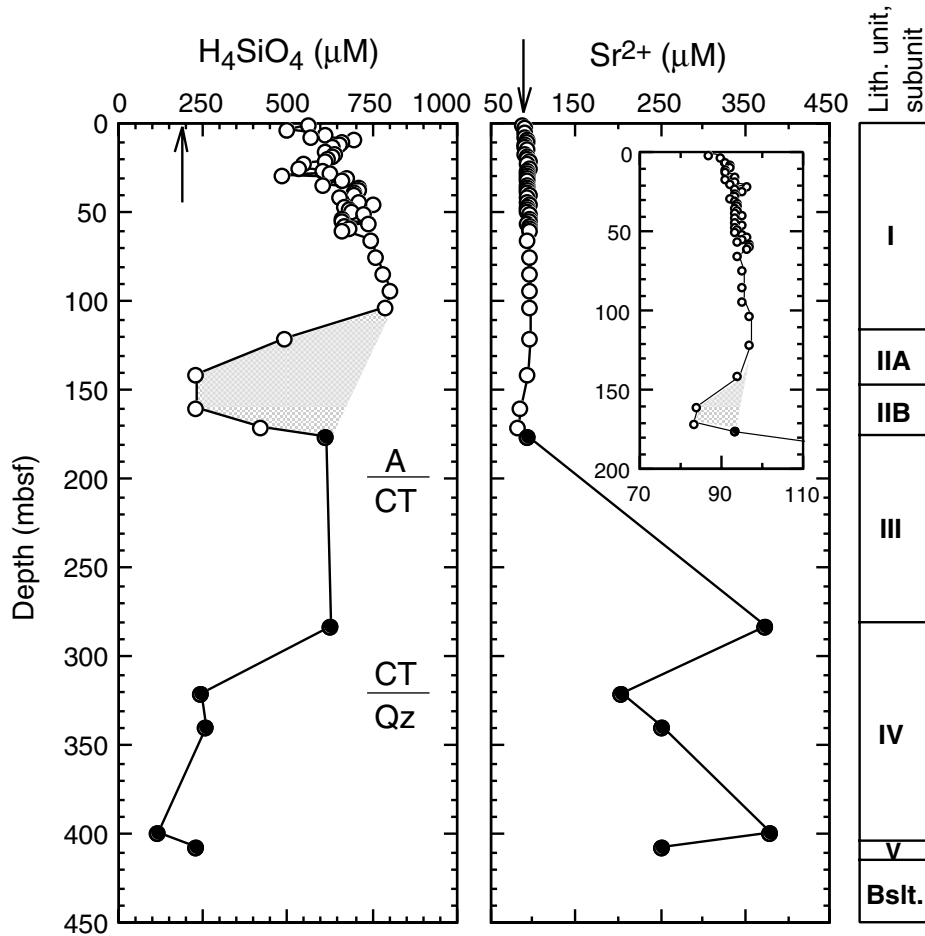 H₄SiO₄ (μM)
Sr²⁺ (μM)
Lith. unit,
subunit
0 250 500 750 1000
50 150 250 350 450
0
50
100
150
200
250
300
350
400
450
Depth (mbsf)
A
CT
CT
Qz
0
50
100
150
200
70 90 110
I
IIA
IIB
III
IV
V
Bslt.